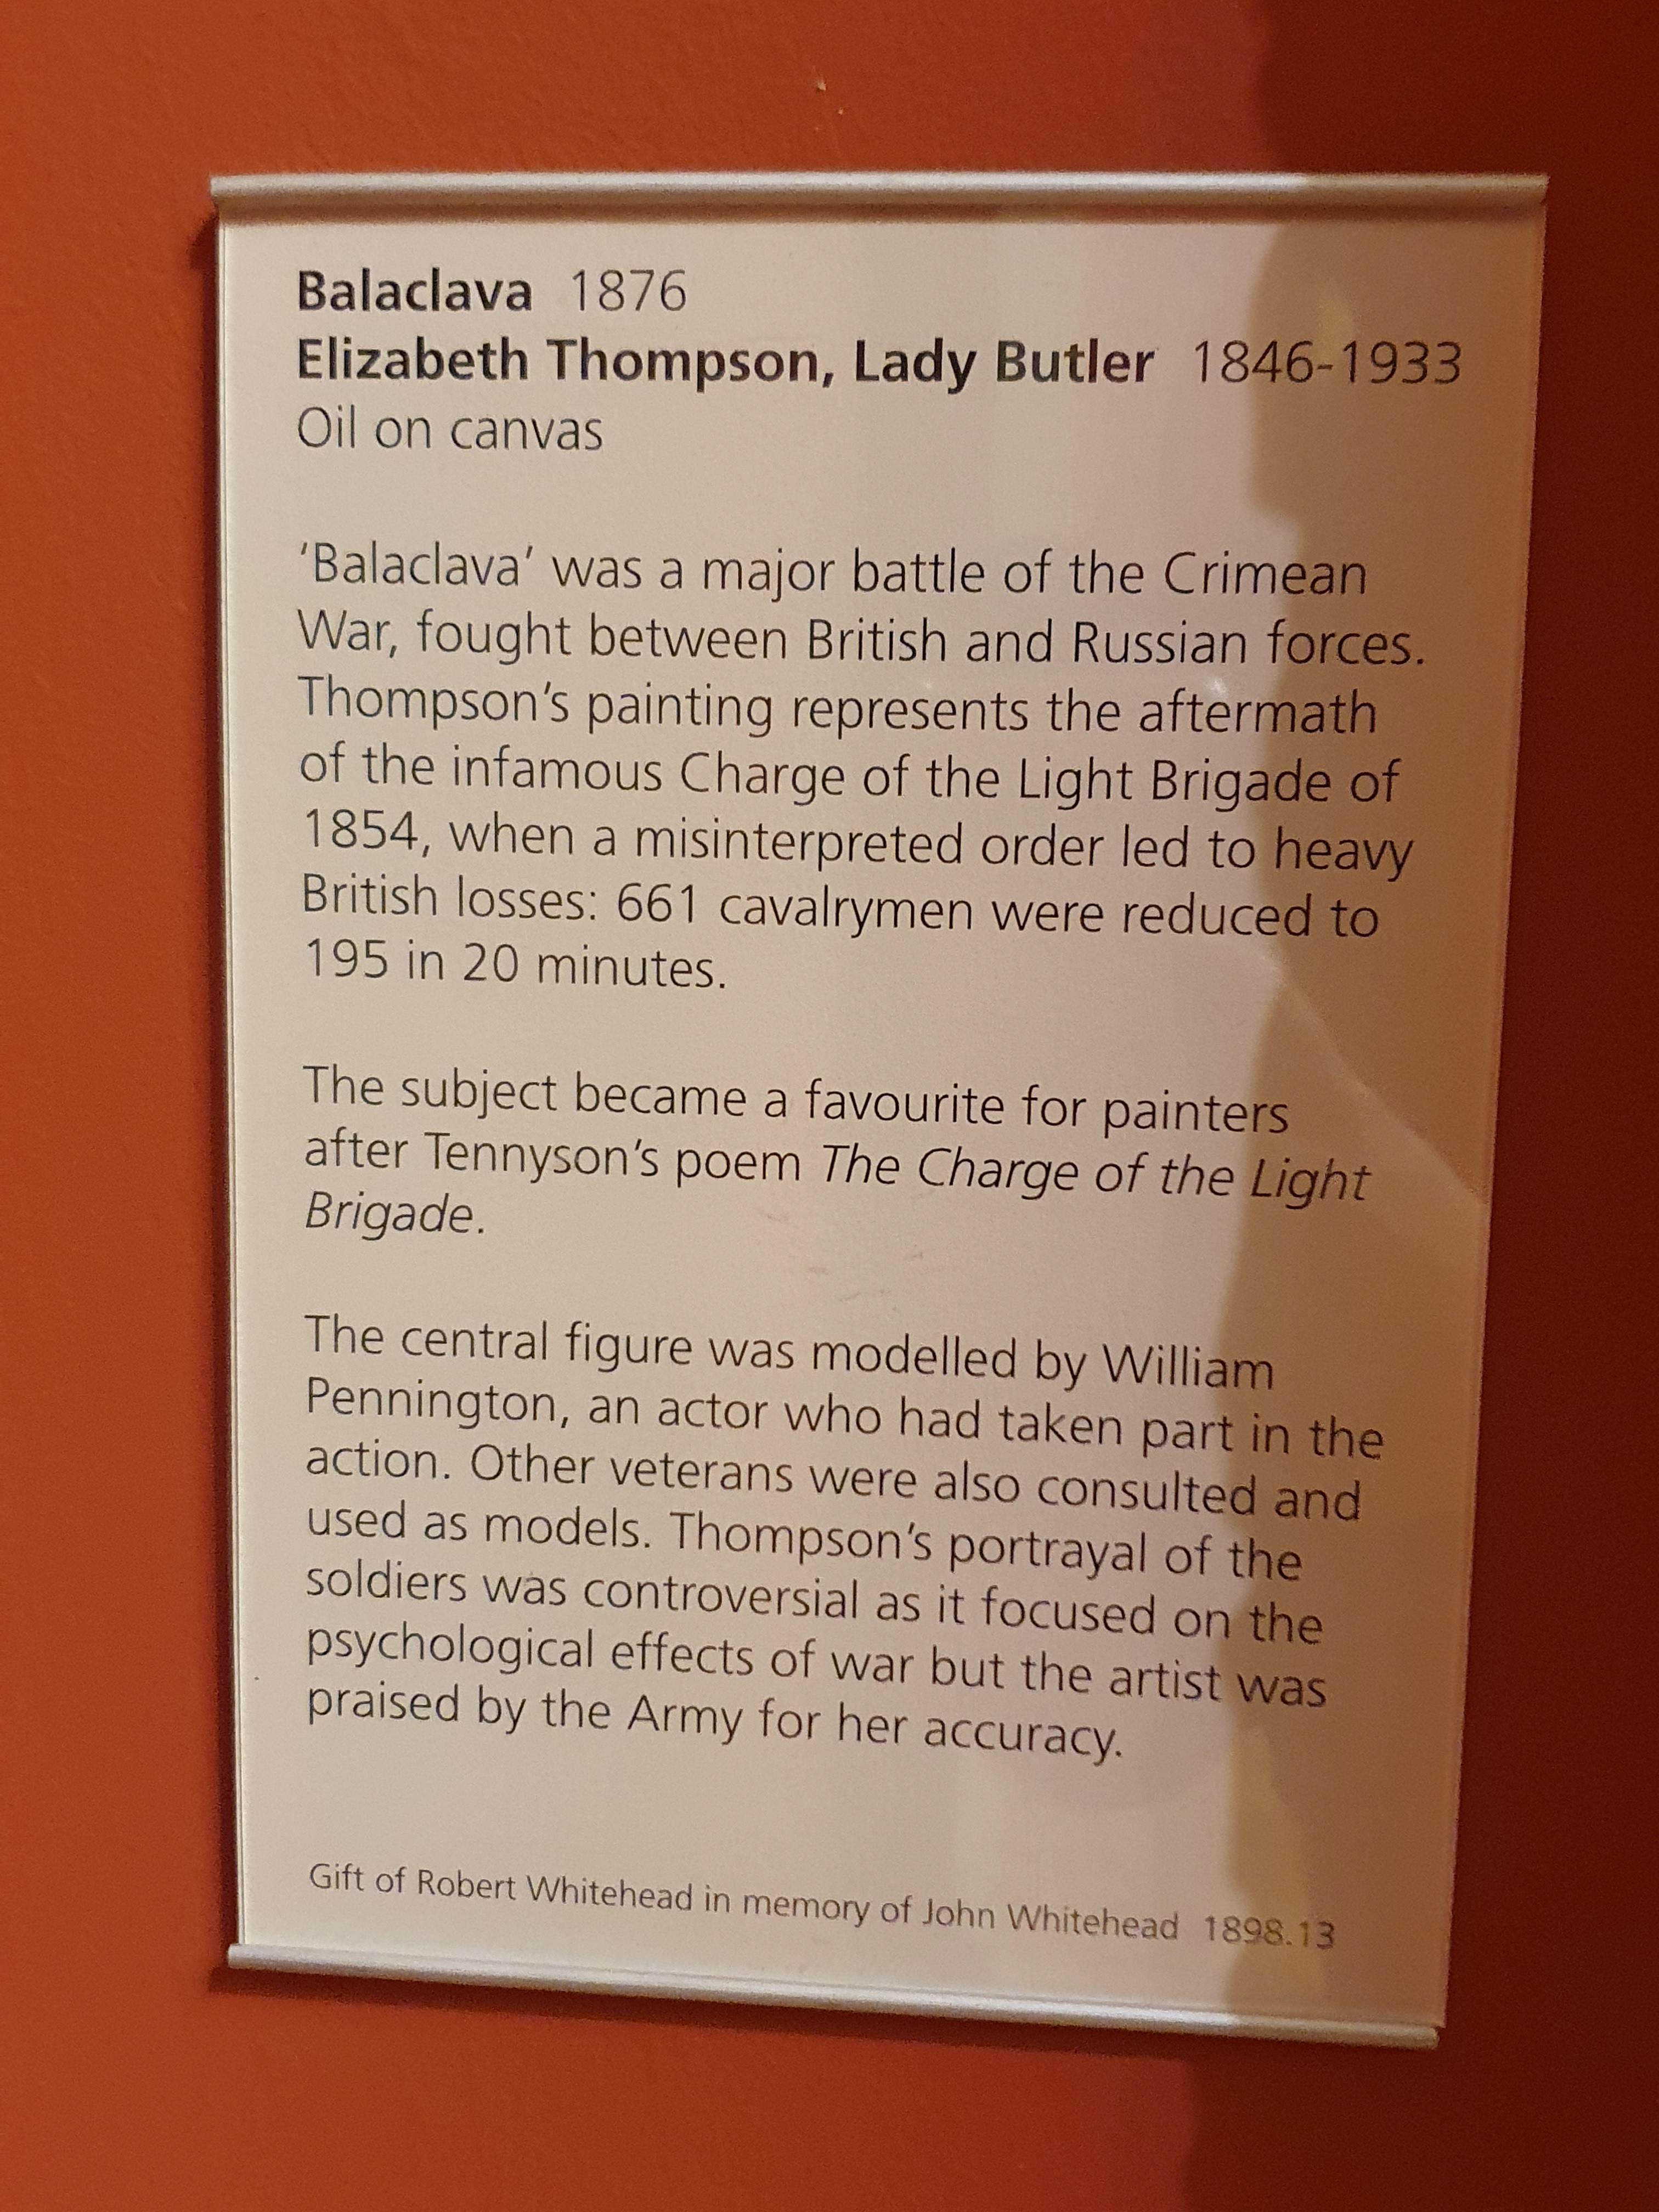 Balaclava 1876
Elizabeth Thompson, Lady Butler 1846-1933
Oil on canvas
‘Balaclava’ was a major battle of the Crimean
War, fought between British and Russian forces.
Thompson’s painting represents the aftermath
of the infamous Charge of the Light Brigade of
1854, when a misinterpreted order led to heavy
British losses: 661 cavalrymen were reduced to
195 in 20 minutes.
The subject became a favourite for painters
after Tennyson’s poem The Charge of the Light
Brigade.
The central figure was modelled by William
Pennington, an actor who had taken part in the
action. Other veterans were also consulted and
used as models. Thompson’s portrayal of the
soldiers was controversial as it focused on the
psychological effects of war but the artist was
praised by the Army for her accuracy.
Gift of Robert Whitehead in memory of John Whitehead 1898.13